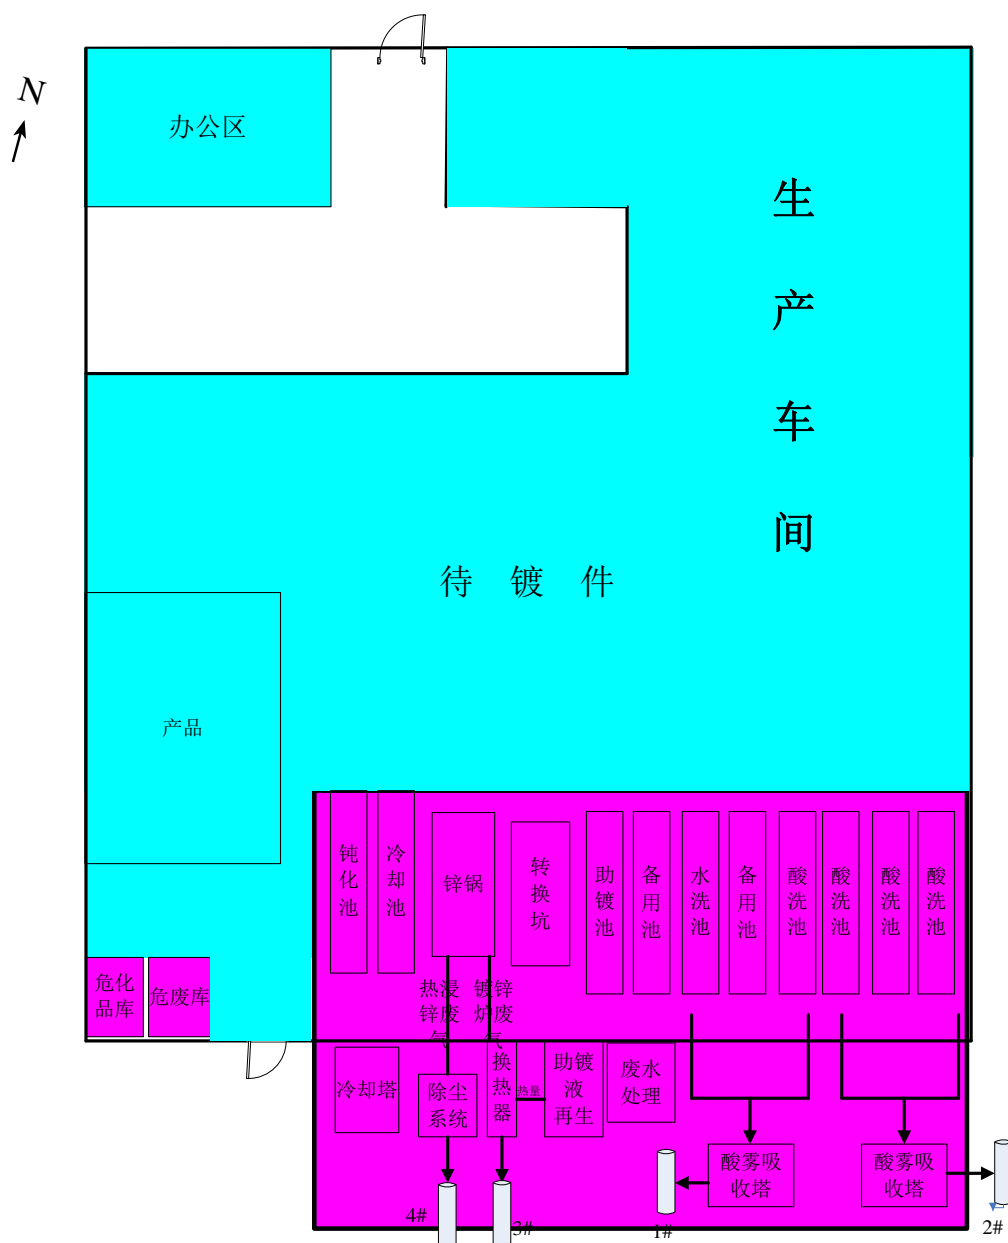 N
办公区
生
产
车
间
待 镀 件
产品
钝
化
池
冷
却
池
锌锅
转
换
坑
助
镀
池
备
用
池
水
洗
池
备
用
池
酸
洗
池
酸
洗
池
酸
洗
池
酸
洗
池
危化
品库
危废库
热浸
锌废
气
镀锌
炉废
气
冷却塔
除尘
系统
换
热
器
热量
助镀
液
再生
废水
处理
酸雾吸
收塔
酸雾吸
收塔
4#
3#
1#
2#